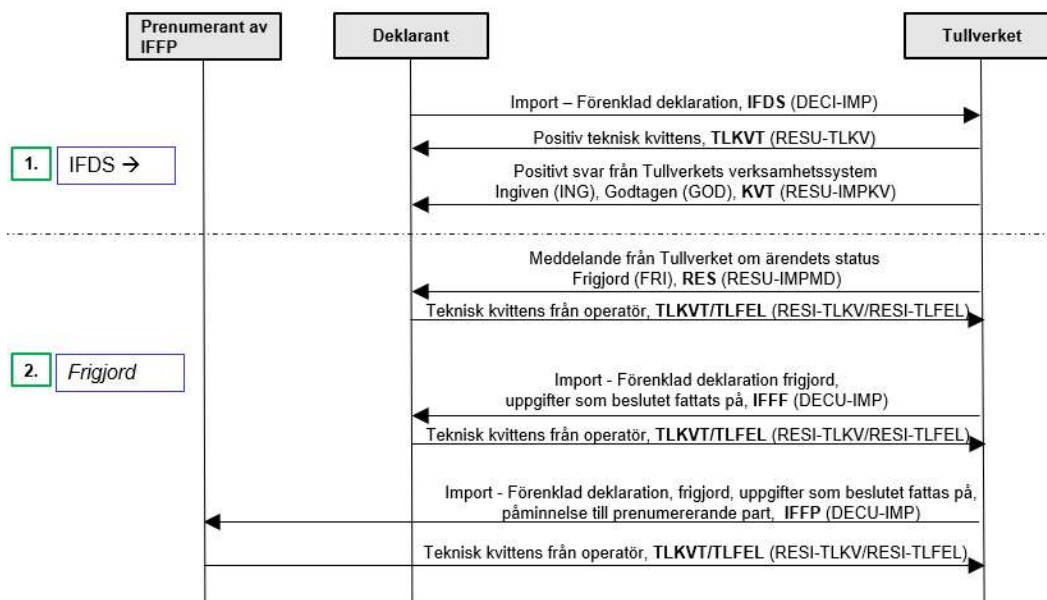 Prenumerant av
IFFP
Deklarant
Tullverket
Import – Förenklad deklaration, IFDS (DECI-IMP)
Positiv teknisk kvittens, TLKVT (RESU-TLKV)
1.
IFDS →
Positivt svar från Tullverkets verksamhetssystem
Ingiven (ING), Godtagen (GOD), KVT (RESU-IMPKV)
Meddelande från Tullverket om ärendets status
Frigjord (FRI), RES (RESU-IMPMD)
Teknisk kvittens från operatör, TLKVT/TLFEL (RESI-TLKV/RESI-TLFEL)
2.
Frigjord
Import - Förenklad deklaration frigjord,
uppgifter som beslutet fattats på, IFFF (DECU-IMP)
Teknisk kvittens från operatör, TLKVT/TLFEL (RESI-TLKV/RESI-TLFEL)
Import - Förenklad deklaration, frigjord, uppgifter som beslutet fattas på,
påminnelse till prenumererande part, IFFP (DECU-IMP)
Teknisk kvittens från operatör, TLKVT/TLFEL (RESI-TLKV/RESI-TLFEL)